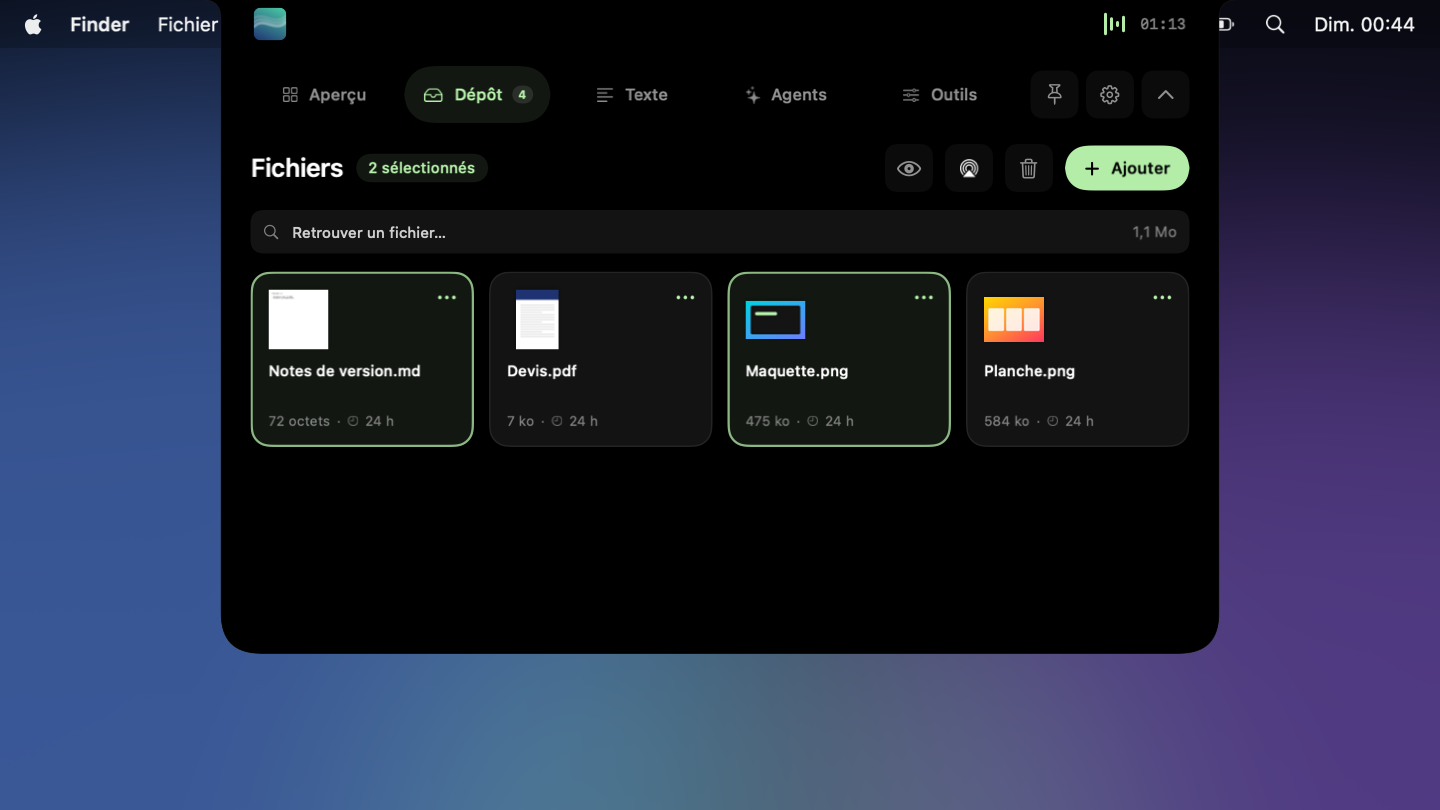 Finder Fichier 01:13 Dim. 00:44
Aperçu Dépôt 4 Texte Agents Outils
Fichiers 2 sélectionnés Ajouter
Retrouver un fichier... 1,1 Mo
Notes de version.md Devis.pdf Maquette.png Planche.png
72 octets · 24 h 7 ko · 24 h 475 ko · 24 h 584 ko · 24 h